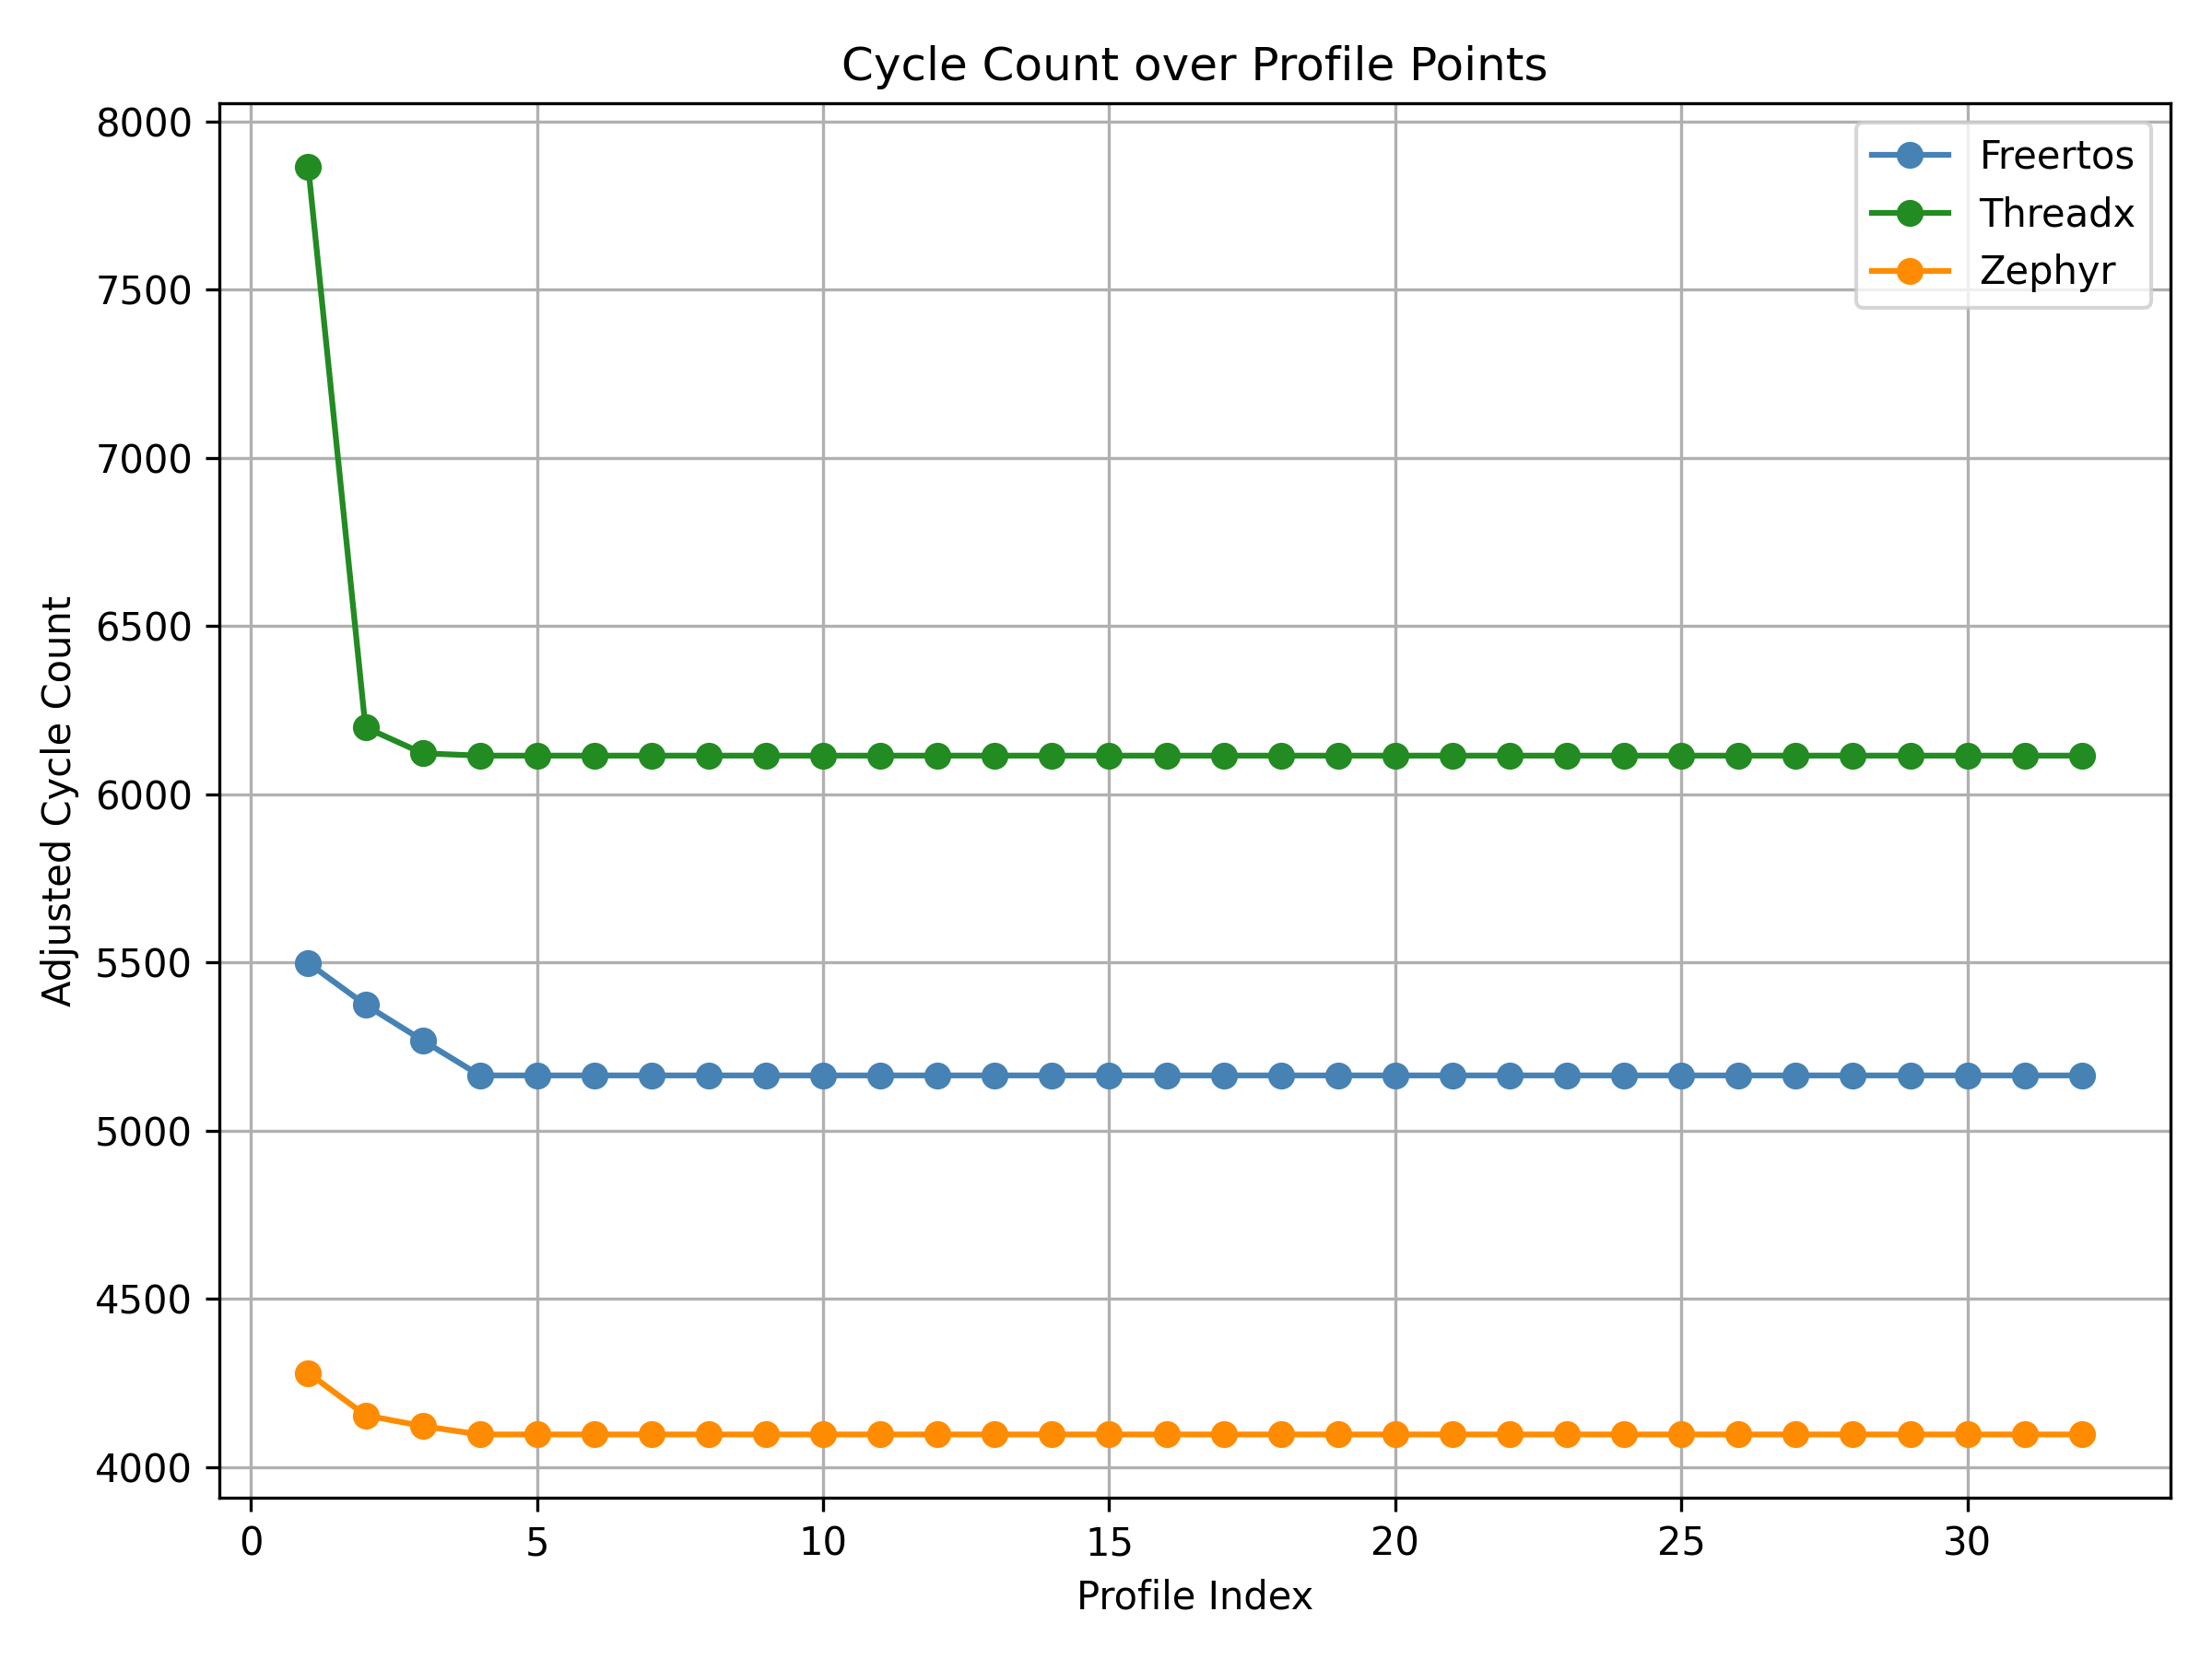 Cycle Count over Profile Points
8000
7500
7000
6500
6000
5500
5000
4500
4000
Adjusted Cycle Count
Freertos
Threadx
Zephyr
0 5 10 15 20 25 30
Profile Index